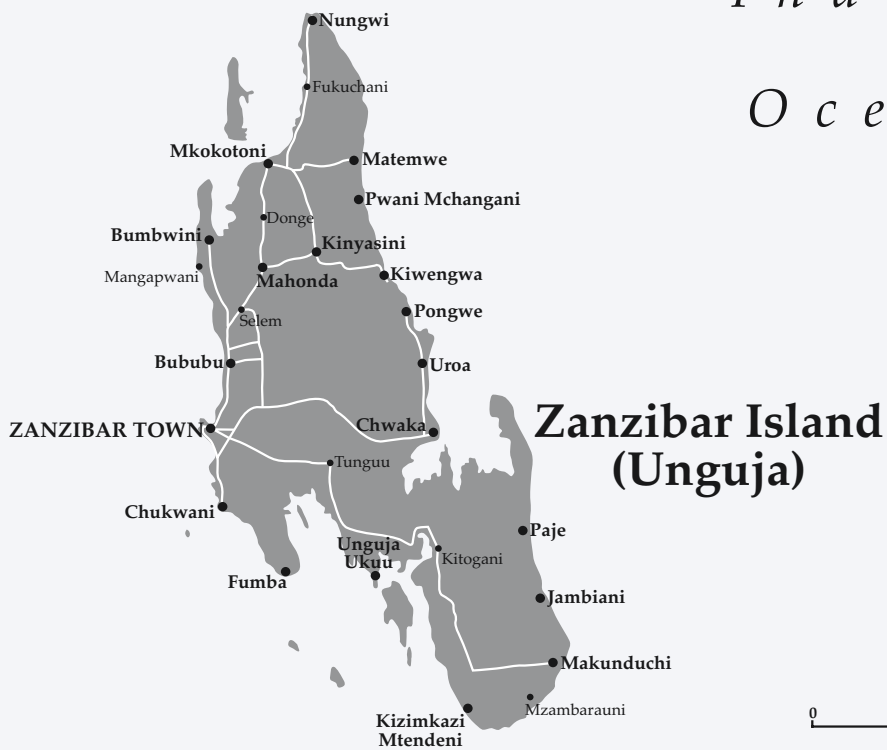 I n d
Nungwi
Fukuchani
O c e
Mkokotoni
Matemwe
Pwani Mchangani
Donge
Bumbwini
Kinyasini
Mangapwani
Mahonda
Kiwengwa
Pongwe
Selem
Bububu
Uroa
Zanzibar Island
(Unguja)
ZANZIBAR TOWN
Chwaka
Tunguu
Chukwani
Paje
Unguja
Ukuu
Kitogani
Fumba
Jambiani
Makunduchi
Mzambarauni
Kizimkazi
Mtendeni
0